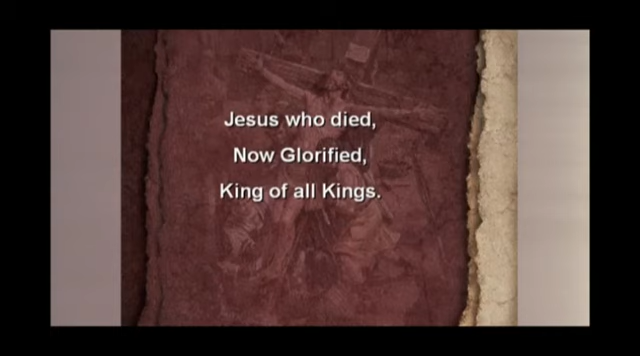 Jesus who died,
Now Glorified,
King of all Kings.